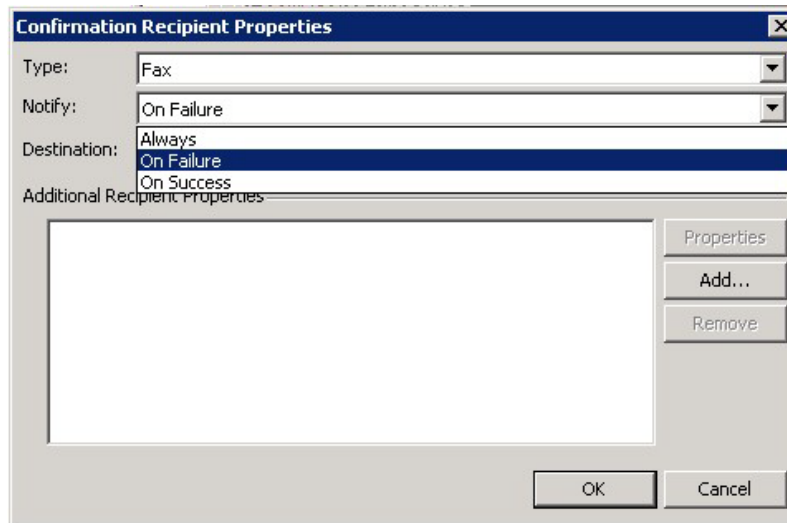 Confirmation Recipient Properties
Type: Fax
Notify: On Failure
Always
Destination: On Failure
On Success
Additional Recipient Properties
Properties
Add...
Remove
OK Cancel